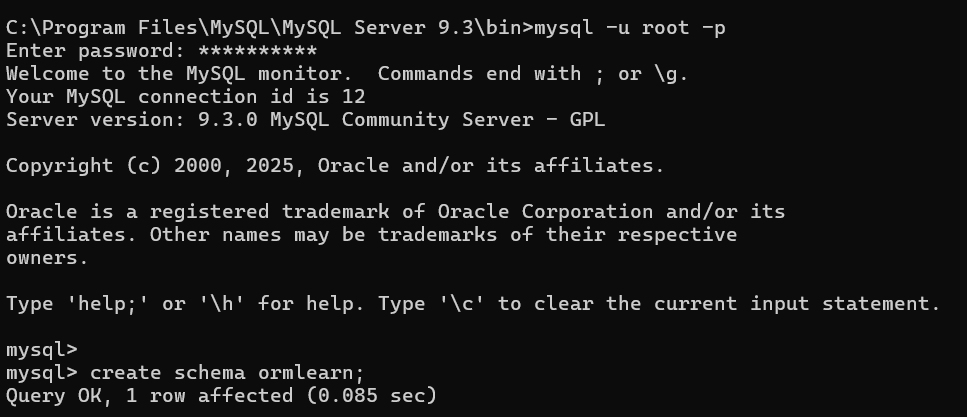 C:\Program Files\MySQL\MySQL Server 9.3\bin>mysql -u root -p
Enter password: **********
Welcome to the MySQL monitor.  Commands end with ; or \g.
Your MySQL connection id is 12
Server version: 9.3.0 MySQL Community Server - GPL

Copyright (c) 2000, 2025, Oracle and/or its affiliates.

Oracle is a registered trademark of Oracle Corporation and/or its
affiliates. Other names may be trademarks of their respective
owners.

Type 'help;' or '\h' for help. Type '\c' to clear the current input statement.

mysql>
mysql> create schema ormlearn;
Query OK, 1 row affected (0.085 sec)